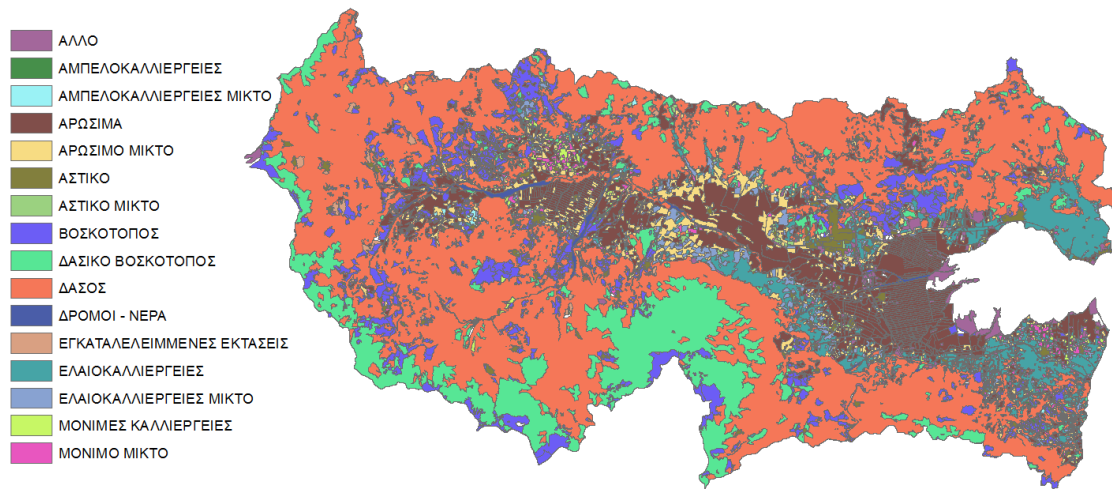 ΑΛΛΟ
ΑΜΠΕΛΟΚΑΛΛΙΕΡΓΕΙΕΣ
ΑΜΠΕΛΟΚΑΛΛΙΕΡΓΕΙΕΣ ΜΙΚΤΟ
ΑΡΩΣΙΜΑ
ΑΡΩΣΙΜΟ ΜΙΚΤΟ
ΑΣΤΙΚΟ
ΑΣΤΙΚΟ ΜΙΚΤΟ
ΒΟΣΚΟΤΟΠΟΣ
ΔΑΣΙΚΟ ΒΟΣΚΟΤΟΠΟΣ
ΔΑΣΟΣ
ΔΡΟΜΟΙ - ΝΕΡΑ
ΕΓΚΑΤΑΛΕΛΕΙΜΜΕΝΕΣ ΕΚΤΑΣΕΙΣ
ΕΛΑΙΟΚΑΛΛΙΕΡΓΕΙΕΣ
ΕΛΑΙΟΚΑΛΛΙΕΡΓΕΙΕΣ ΜΙΚΤΟ
ΜΟΝΙΜΕΣ ΚΑΛΛΙΕΡΓΕΙΕΣ
ΜΟΝΙΜΟ ΜΙΚΤΟ